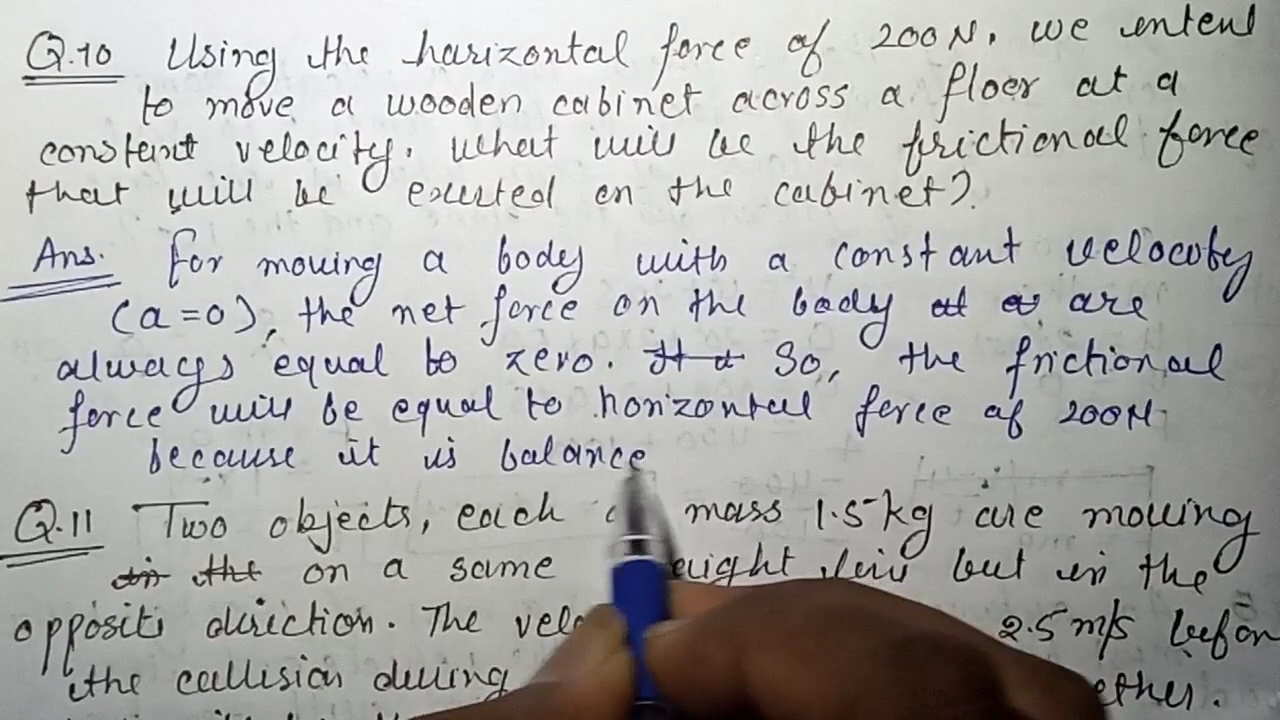 Q.10 Using the harizontal force of 200N, we intend
to move a wooden cabinet across a floor at a
constant velocity. What will be the frictional force
that will be exerted on the cabinet?
Ans. For moving a body with a constant velocoty
(a=0), the net force on the body are
always equal to zero. So, the frictional
force will be equal to horizontal force of 200N
because it is balance
Q.11 Two objects, each mass 1.5kg are moving
on a same but in the
opposite direction. The 2.5 m/s
the collision during